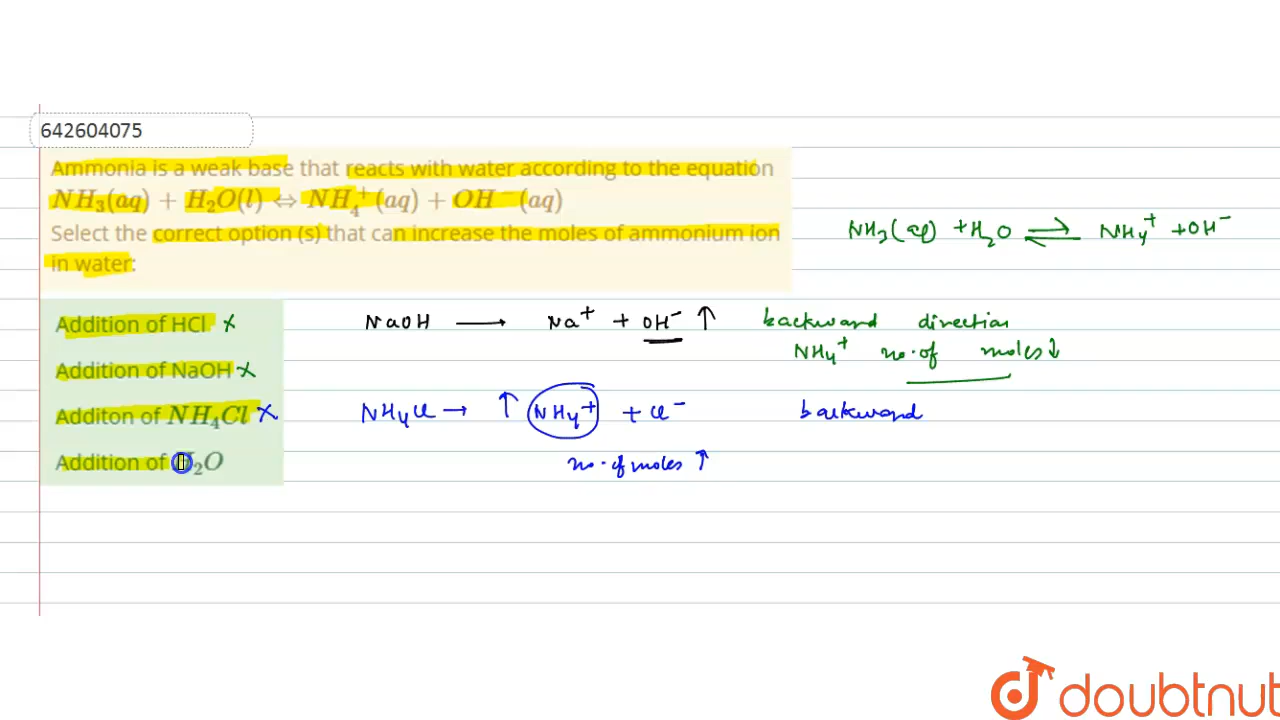 642604075
Ammonia is a weak base that reacts with water according to the equation
NH₃(aq) + H₂O(l) ⇔ NH₄⁺(aq) + OH⁻(aq)
Select the correct option (s) that can increase the moles of ammonium ion
in water:
NH₃(aq) + H₂O ⇌ NH₄⁺ + OH⁻
Addition of HCl ×
NaOH → Na⁺ + OH⁻ ↑ backward direction
NH₄⁺ no. of moles ↓
Addition of NaOH ×
Additon of NH₄Cl ×
NH₄Cl → ↑ NH₄⁺ + Cl⁻ backward
Addition of H₂O
no. of moles ↑
doubtnut